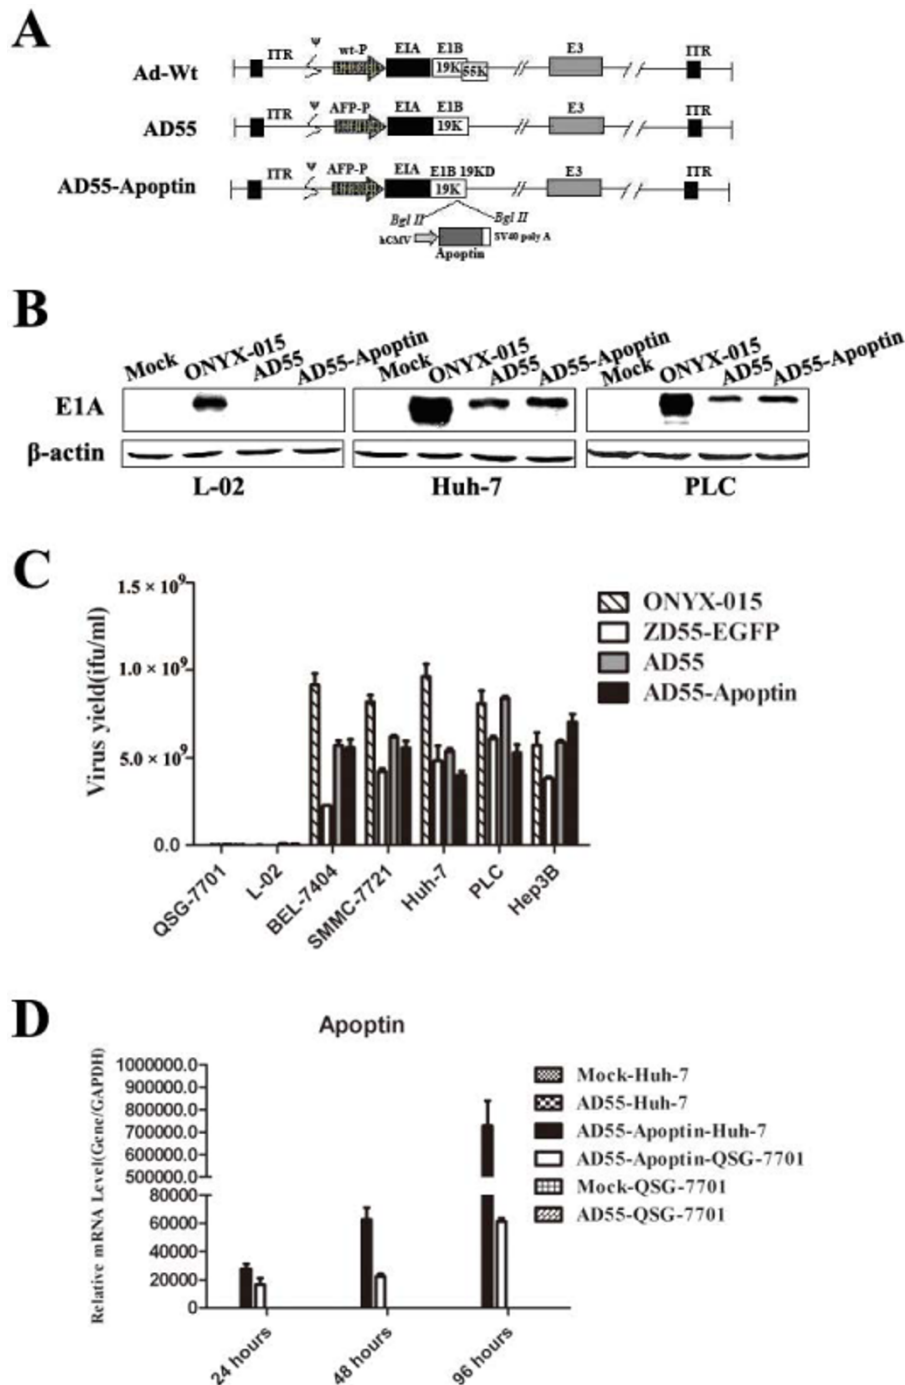 A
ITR Ψ wt-P EIA E1B E3 ITR
Ad-Wt 19K 55K
ITR Ψ AFP-P EIA E1B E3 ITR
AD55 19K
ITR Ψ AFP-P EIA E1B 19KD E3 ITR
AD55-Apoptin 19K
Bgl II Bgl II
hCMV SV40 poly A
Apoptin
B
Mock ONYX-015 AD55 AD55-Apoptin Mock ONYX-015 AD55 AD55-Apoptin Mock ONYX-015 AD55 AD55-Apoptin
E1A
β-actin
L-02 Huh-7 PLC
C
Virus yield(ifu/ml)
1.5 × 10⁹
1.0 × 10⁹
5.0 × 10⁹
0.0
QSG-7701 L-02 BEL-7404 SMMC-7721 Huh-7 PLC Hep3B
ONYX-015
ZD55-EGFP
AD55
AD55-Apoptin
D
Apoptin
Relative mRNA Level(Gene/GAPDH)
1000000.0
900000.0
800000.0
700000.0
600000.0
500000.0
80000
60000
40000
20000
0
24 hours 48 hours 96 hours
Mock-Huh-7
AD55-Huh-7
AD55-Apoptin-Huh-7
AD55-Apoptin-QSG-7701
Mock-QSG-7701
AD55-QSG-7701